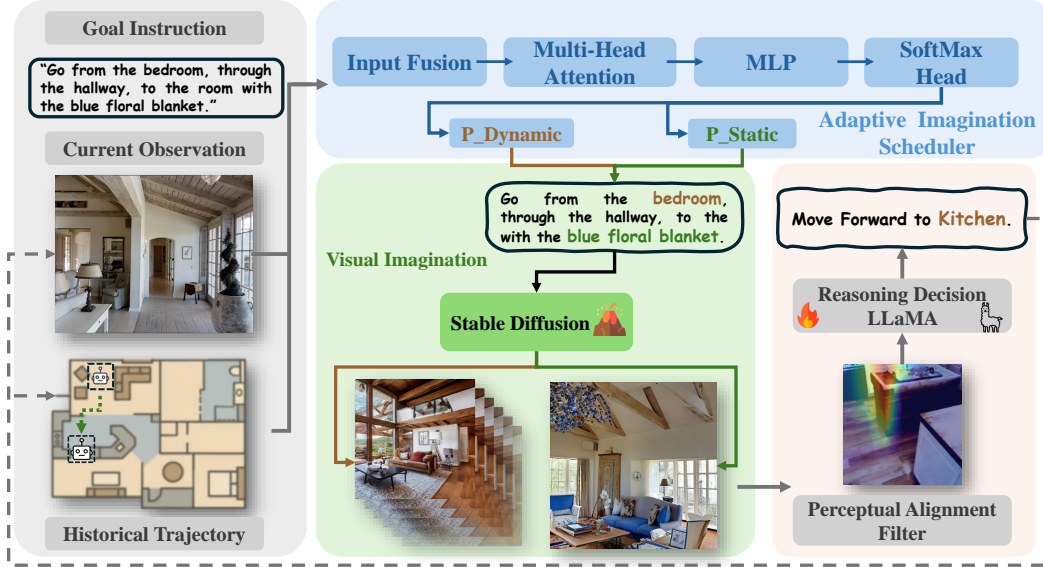 Goal Instruction
“Go from the bedroom, through
the hallway, to the room with
the blue floral blanket.”
Current Observation
Historical Trajectory
Input Fusion
Multi-Head
Attention
MLP
SoftMax
Head
P_Dynamic
P_Static
Adaptive Imagination
Scheduler
Go from the bedroom,
through the hallway, to the
with the blue floral blanket.
Visual Imagination
Stable Diffusion
Move Forward to Kitchen.
Reasoning Decision
LLaMA
Perceptual Alignment
Filter